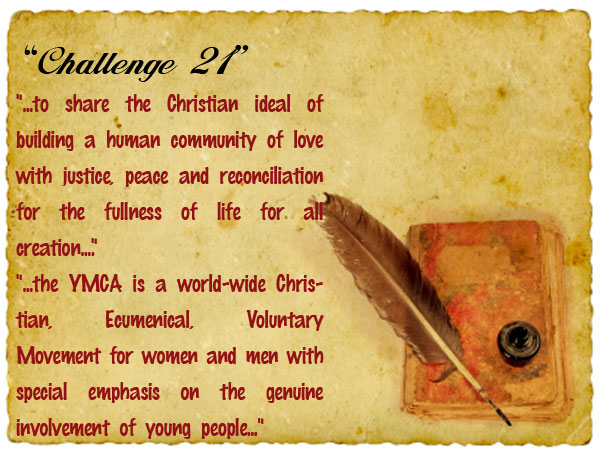 “Challenge 21”
"...to share the Christian ideal of
building a human community of love
with justice, peace and reconciliation
for the fullness of life for all
creation...."
"...the YMCA is a world-wide Chris-
tian, Ecumenical, Voluntary
Movement for women and men with
special emphasis on the genuine
involvement of young people..."